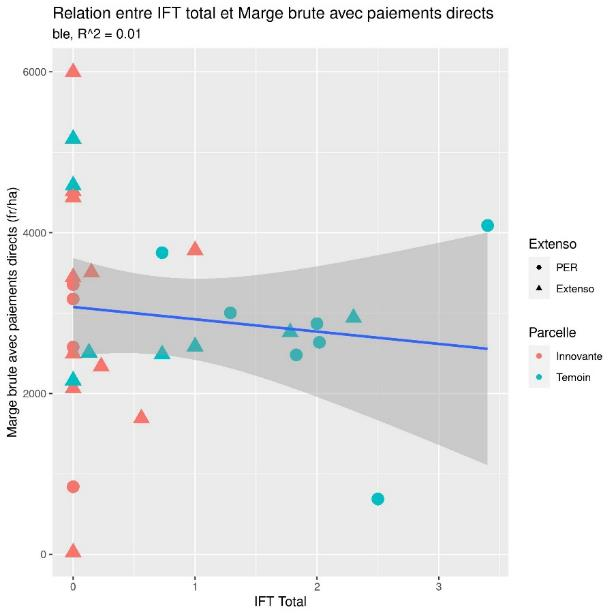 Relation entre IFT total et Marge brute avec paiements directs
ble, R^2 = 0.01
Marge brute avec paiements directs (fr/ha)
6000
4000
2000
0
0
1
2
3
IFT Total
Extenso
PER
Extenso
Parcelle
Innovante
Temoin